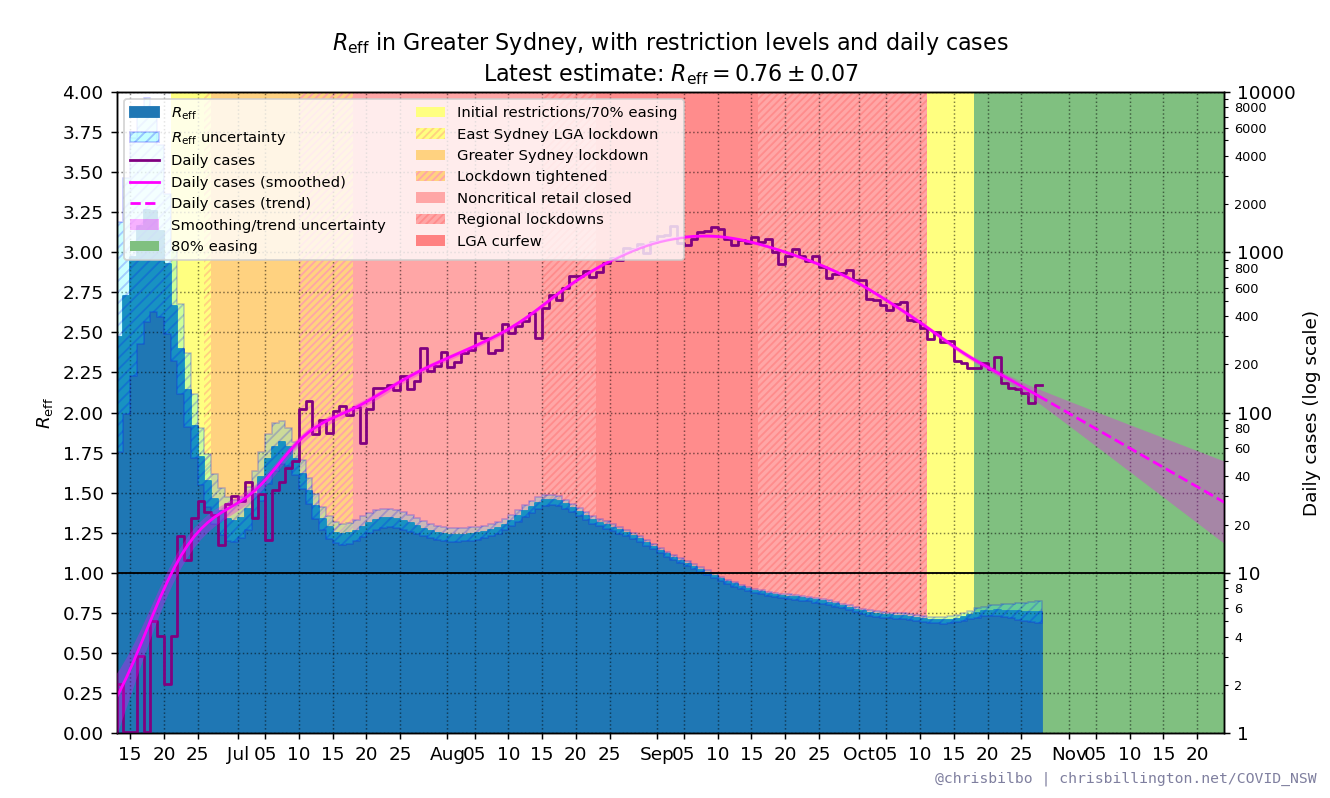 R_eff in Greater Sydney, with restriction levels and daily cases
Latest estimate: R_eff = 0.76 ± 0.07
R_eff
4.00
3.75
3.50
3.25
3.00
2.75
2.50
2.25
2.00
1.75
1.50
1.25
1.00
0.75
0.50
0.25
0.00
R_eff
R_eff uncertainty
Daily cases
Daily cases (smoothed)
Daily cases (trend)
Smoothing/trend uncertainty
80% easing
Initial restrictions/70% easing
East Sydney LGA lockdown
Greater Sydney lockdown
Lockdown tightened
Noncritical retail closed
Regional lockdowns
LGA curfew
10000
8000
6000
4000
2000
1000
800
600
400
200
100
80
60
40
20
10
8
6
4
2
1
Daily cases (log scale)
15 20 25 Jul 05 10 15 20 25 Aug 05 10 15 20 25 Sep 05 10 15 20 25 Oct 05 10 15 20 25 Nov 05 10 15 20
@chrisbilbo | chrisbillington.net/COVID_NSW